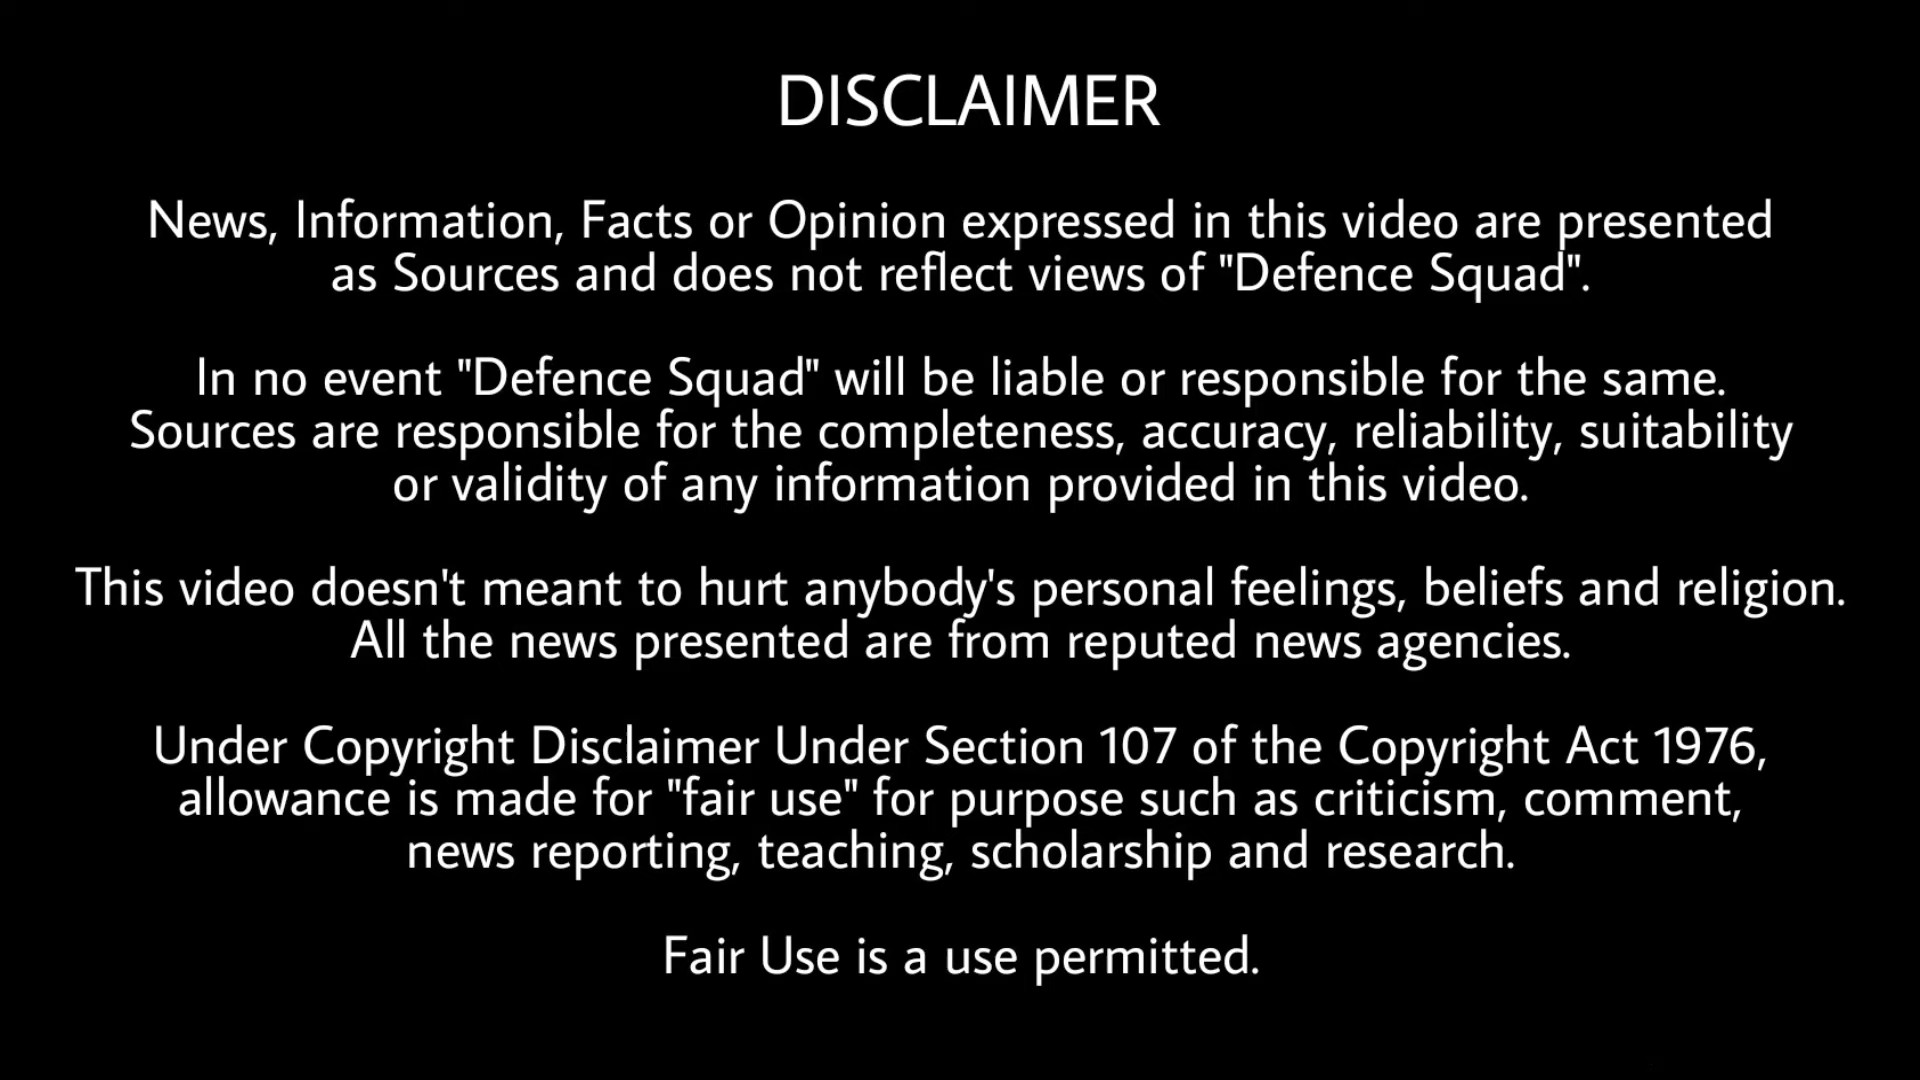 DISCLAIMER
News, Information, Facts or Opinion expressed in this video are presented
as Sources and does not reflect views of "Defence Squad".
In no event "Defence Squad" will be liable or responsible for the same.
Sources are responsible for the completeness, accuracy, reliability, suitability
or validity of any information provided in this video.
This video doesn't meant to hurt anybody's personal feelings, beliefs and religion.
All the news presented are from reputed news agencies.
Under Copyright Disclaimer Under Section 107 of the Copyright Act 1976,
allowance is made for "fair use" for purpose such as criticism, comment,
news reporting, teaching, scholarship and research.
Fair Use is a use permitted.